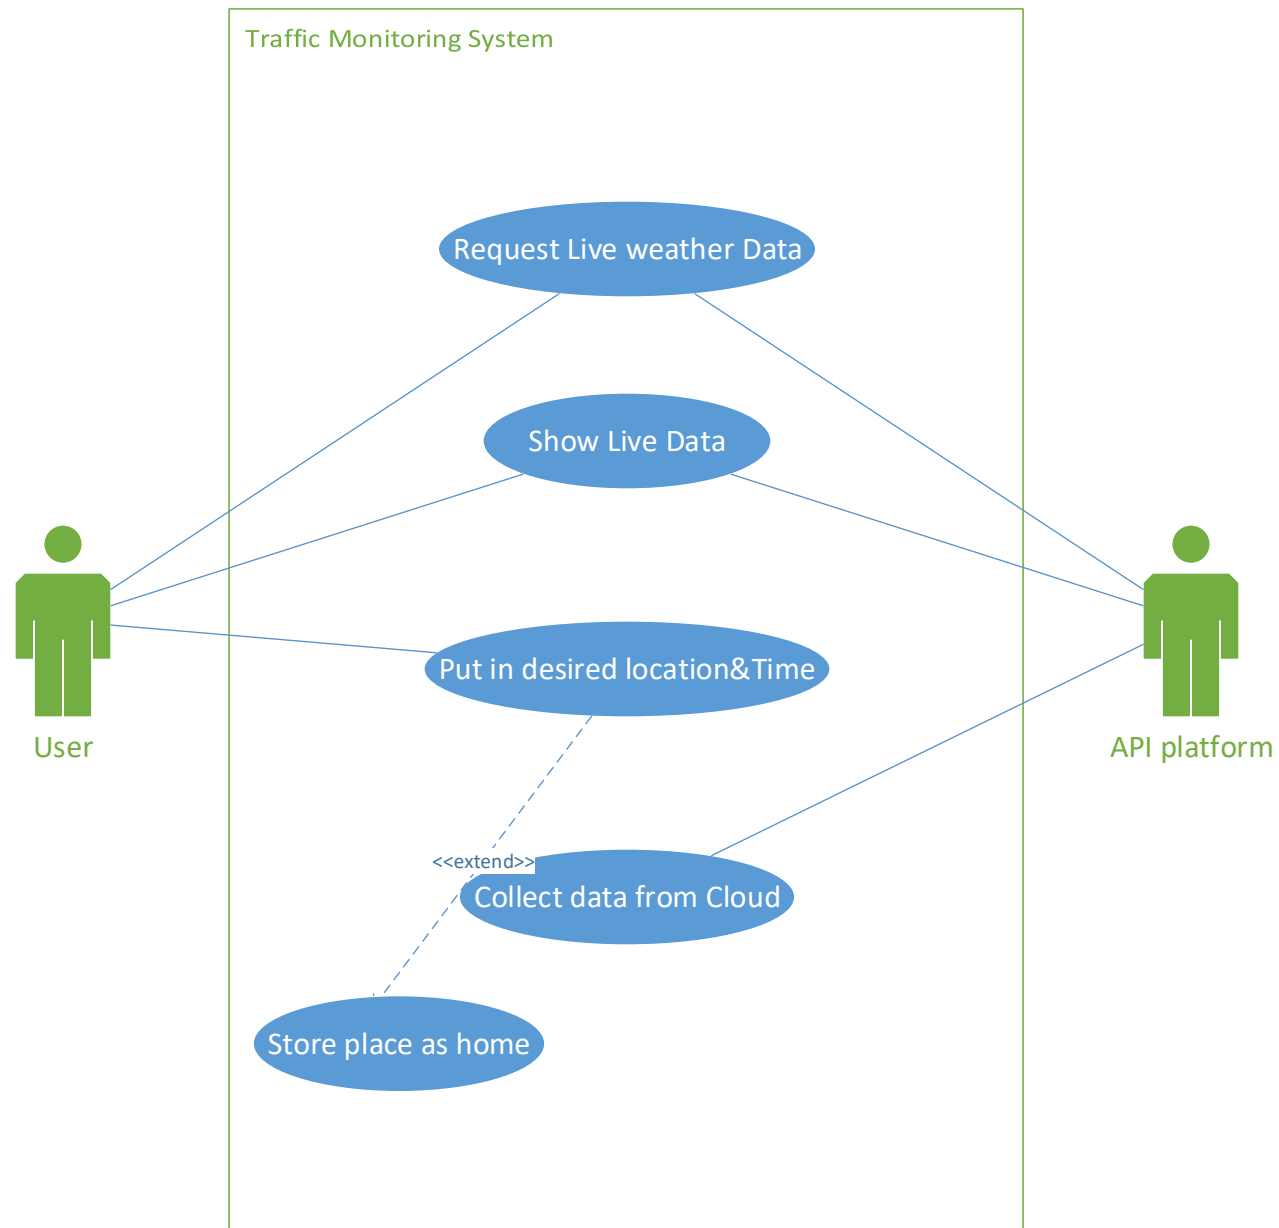 Traffic Monitoring System
Request Live weather Data
Show Live Data
Put in desired location&Time
User
API platform
<<extend>>
Collect data from Cloud
Store place as home